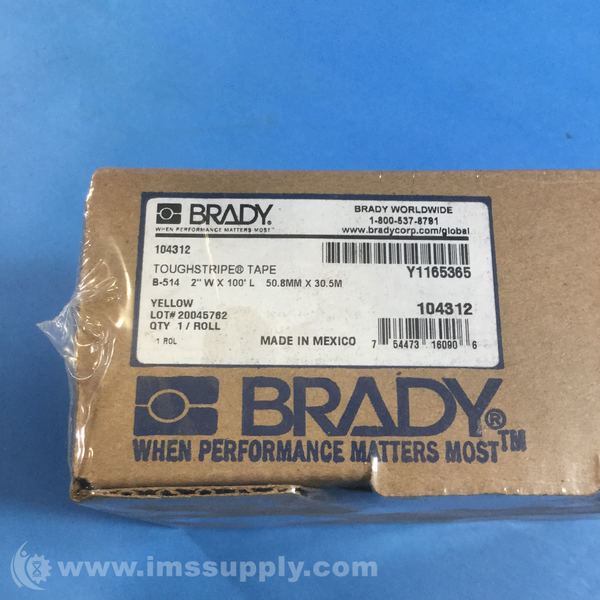 BRADY®
WHEN PERFORMANCE MATTERS MOST™
BRADY WORLDWIDE
1-800-537-8791
www.bradycorp.com/global
104312
TOUGHSTRIPE® TAPE
Y1165365
B-514 2" W X 100' L 50.8MM X 30.5M
YELLOW
LOT# 20045762
QTY 1 / ROLL
104312
1 ROL
MADE IN MEXICO
7 54473 16090 6
BRADY®
WHEN PERFORMANCE MATTERS MOST™
www.imssupply.com